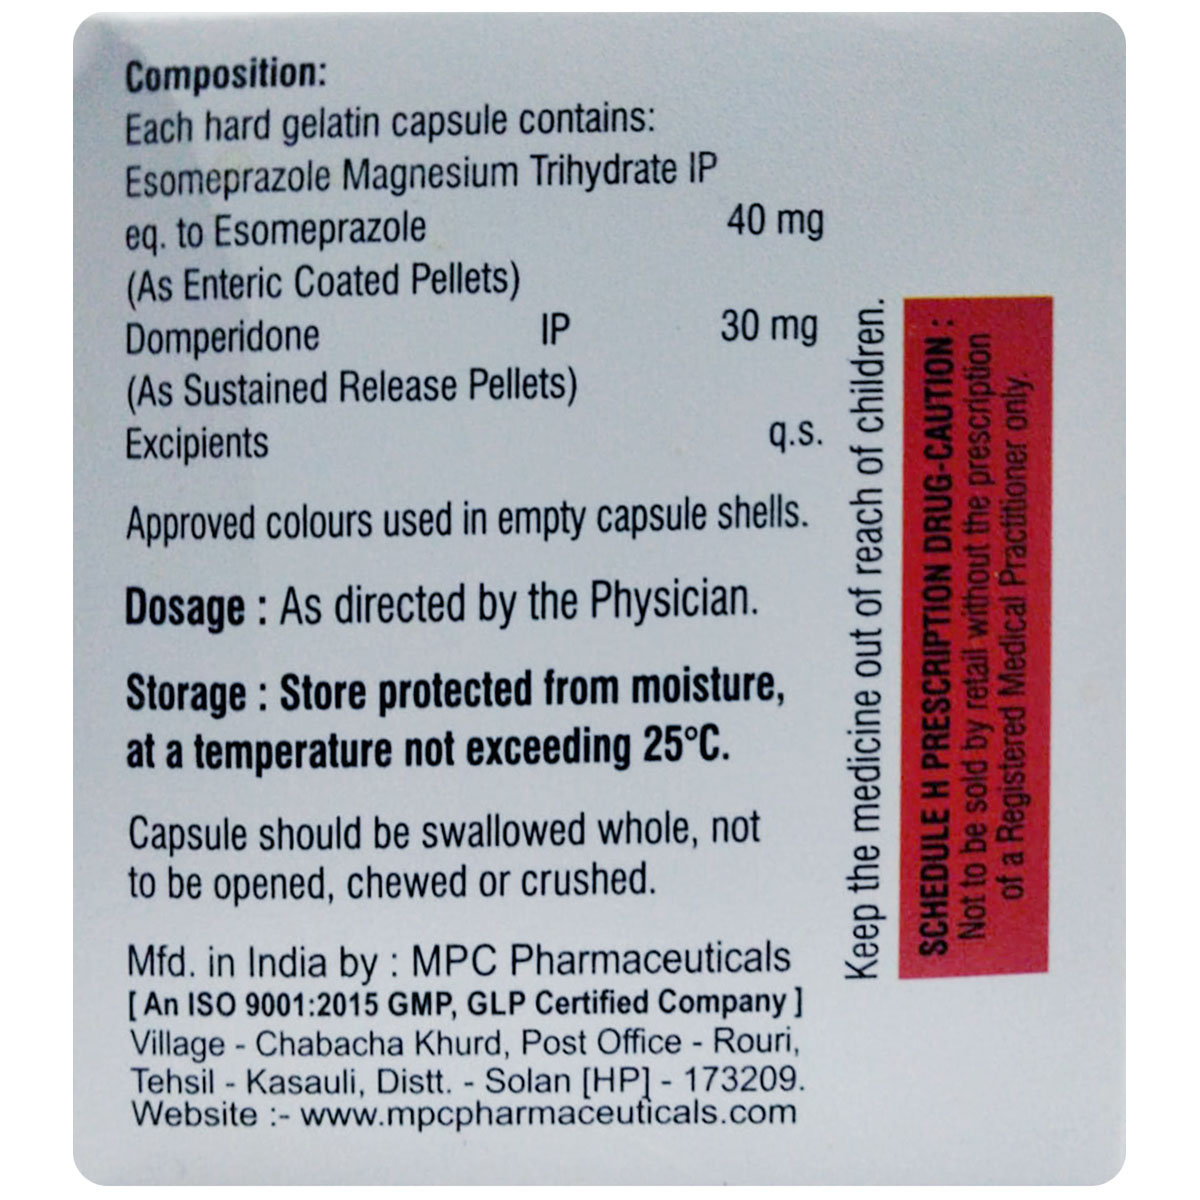 Composition:
Each hard gelatin capsule contains:
Esomeprazole Magnesium Trihydrate IP
eq. to Esomeprazole 40 mg
(As Enteric Coated Pellets)
Domperidone IP 30 mg
(As Sustained Release Pellets)
Excipients q.s.
Approved colours used in empty capsule shells.
Dosage : As directed by the Physician.
Storage : Store protected from moisture,
at a temperature not exceeding 25°C.
Capsule should be swallowed whole, not
to be opened, chewed or crushed.
Mfd. in India by : MPC Pharmaceuticals
[ An ISO 9001:2015 GMP, GLP Certified Company ]
Village - Chabacha Khurd, Post Office - Rouri,
Tehsil - Kasauli, Distt. - Solan [HP] - 173209.
Website :- www.mpcpharmaceuticals.com
Keep the medicine out of reach of children.
SCHEDULE H PRESCRIPTION DRUG-CAUTION :
Not to be sold by retail without the prescription
of a Registered Medical Practitioner only.